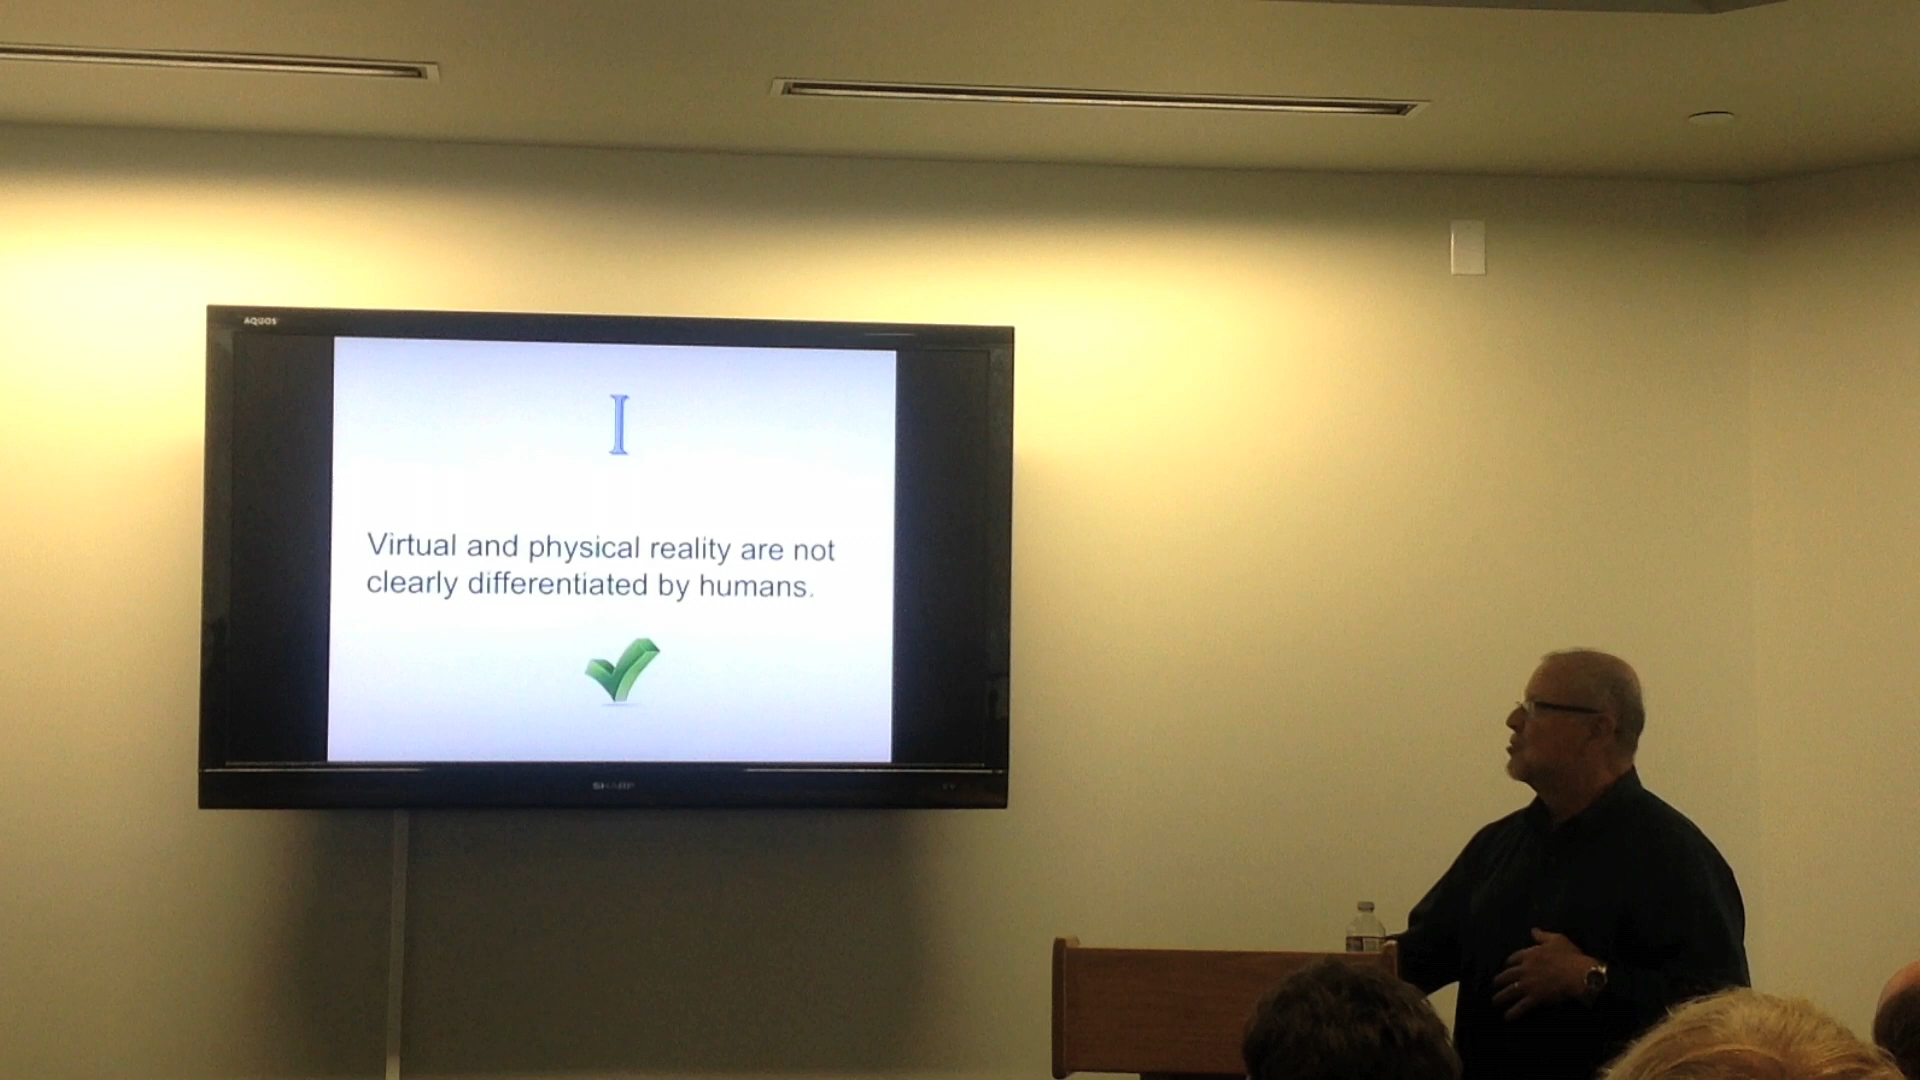 AQUOS
I
Virtual and physical reality are not
clearly differentiated by humans.
SHARP